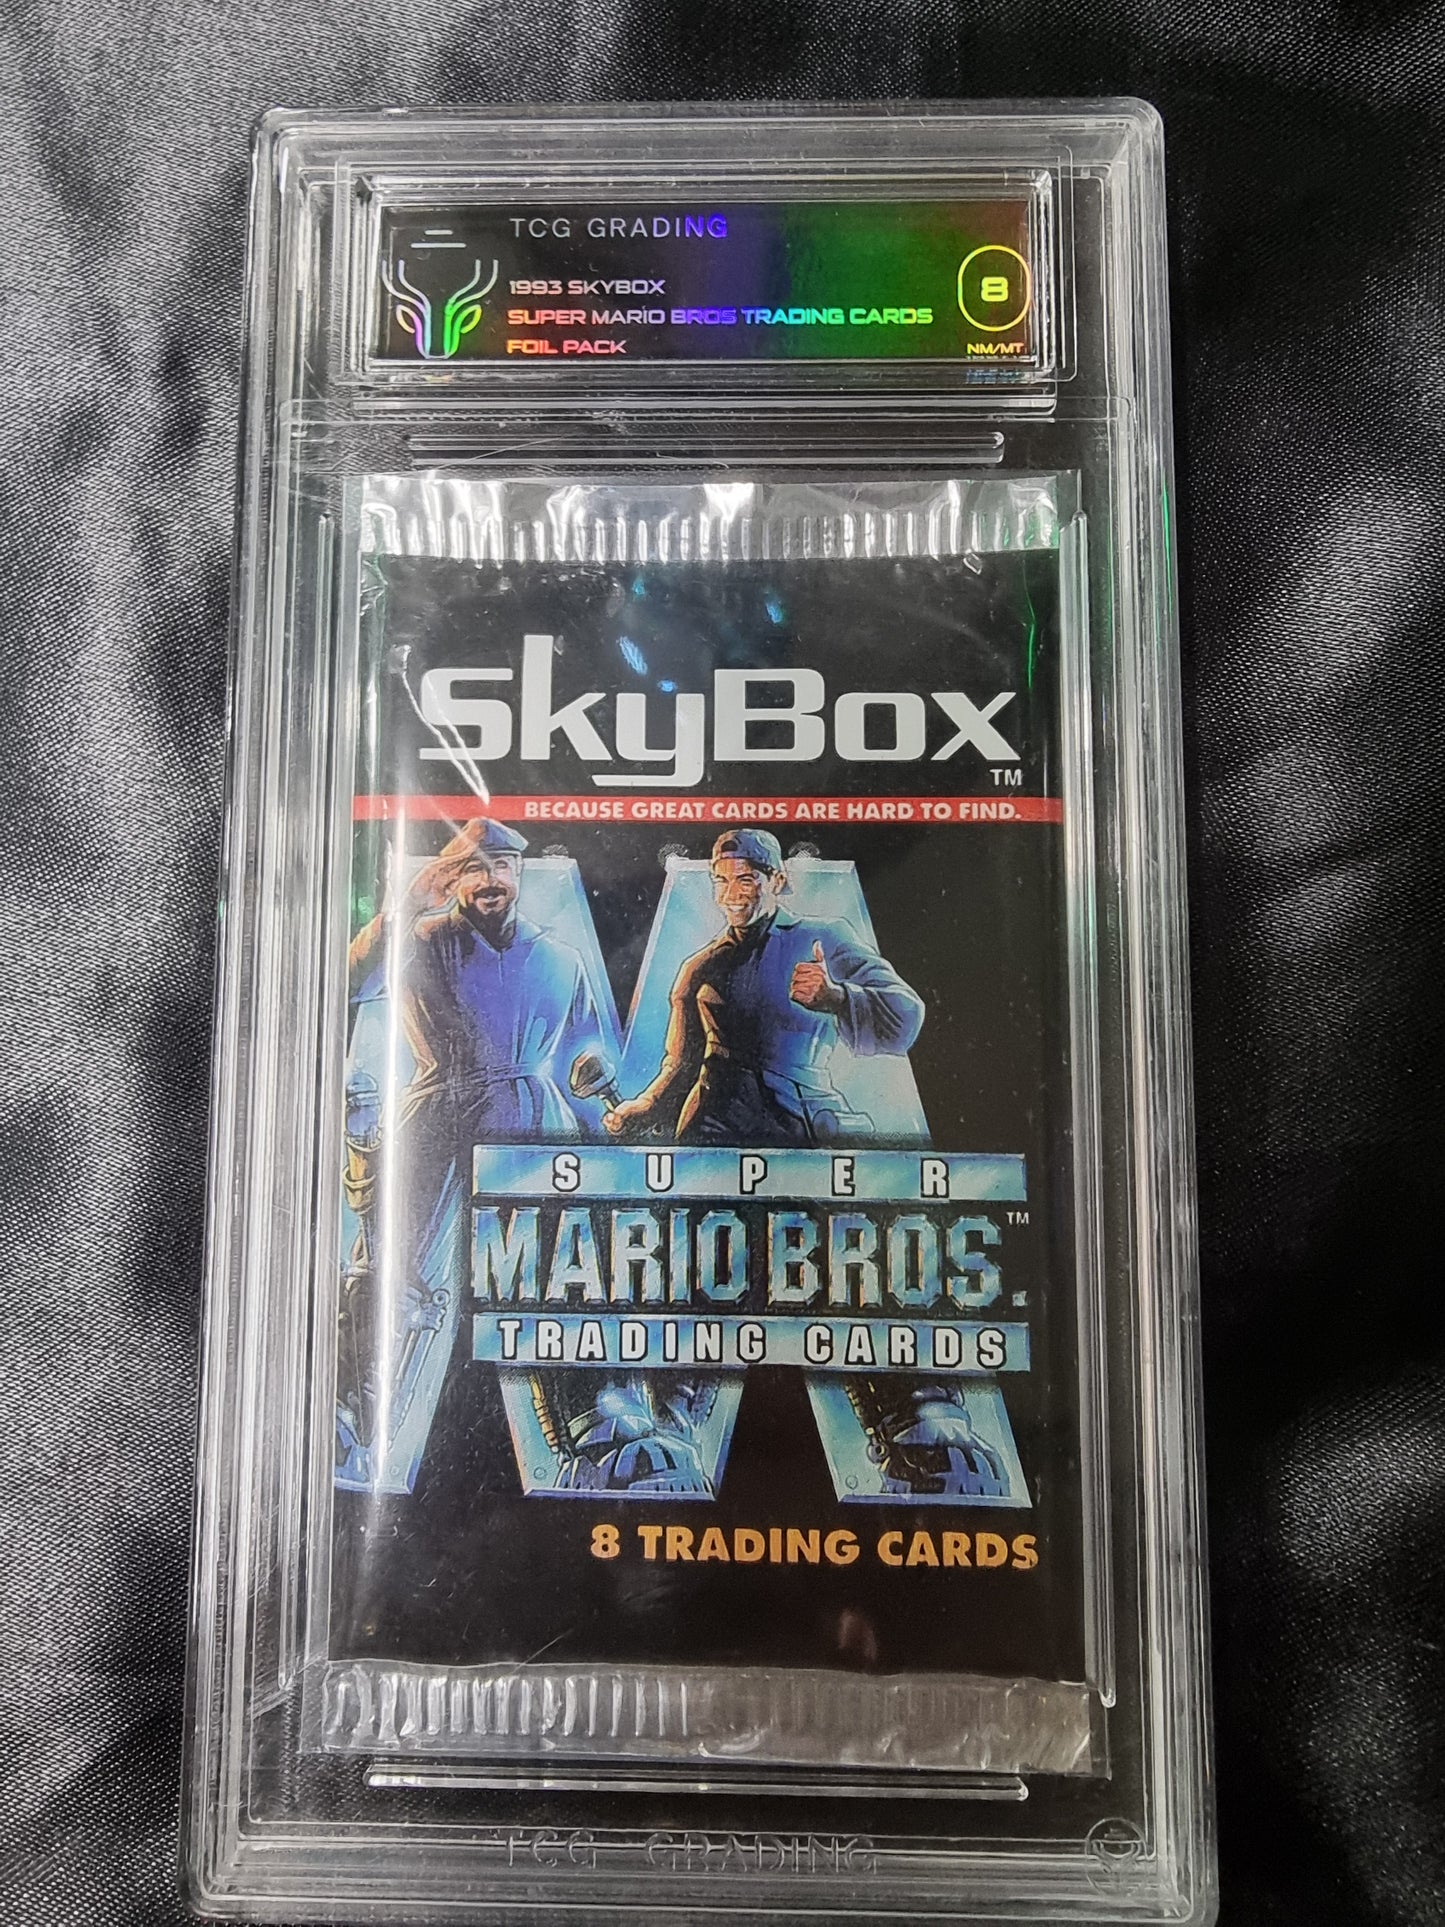 TCG GRADING
1993 SKYBOX
SUPER MARIO BROS TRADING CARDS
FOIL PACK
8
NM/MT
SkyBox
TM
BECAUSE GREAT CARDS ARE HARD TO FIND.
SUPER
MARIO BROS.™
TRADING CARDS
8 TRADING CARDS
TCG GRADING